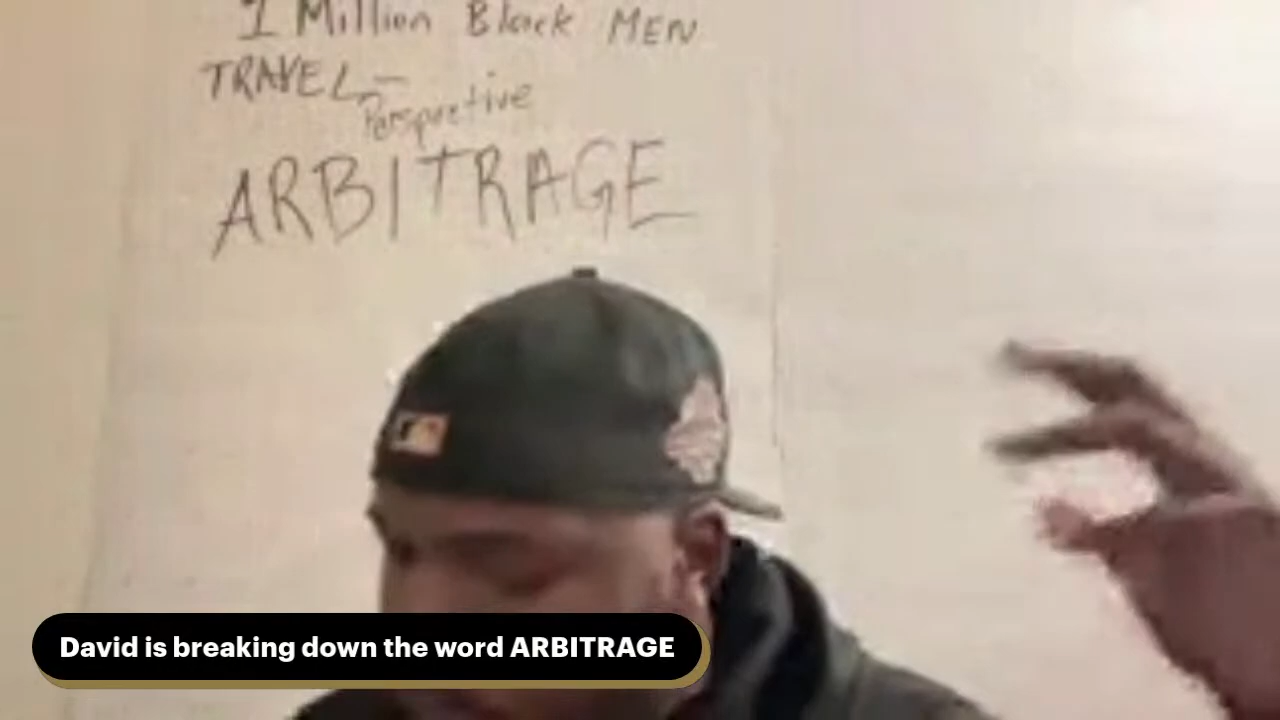 1 Million Black MEN
TRAVEL-
Perspective
ARBITRAGE
David is breaking down the word ARBITRAGE